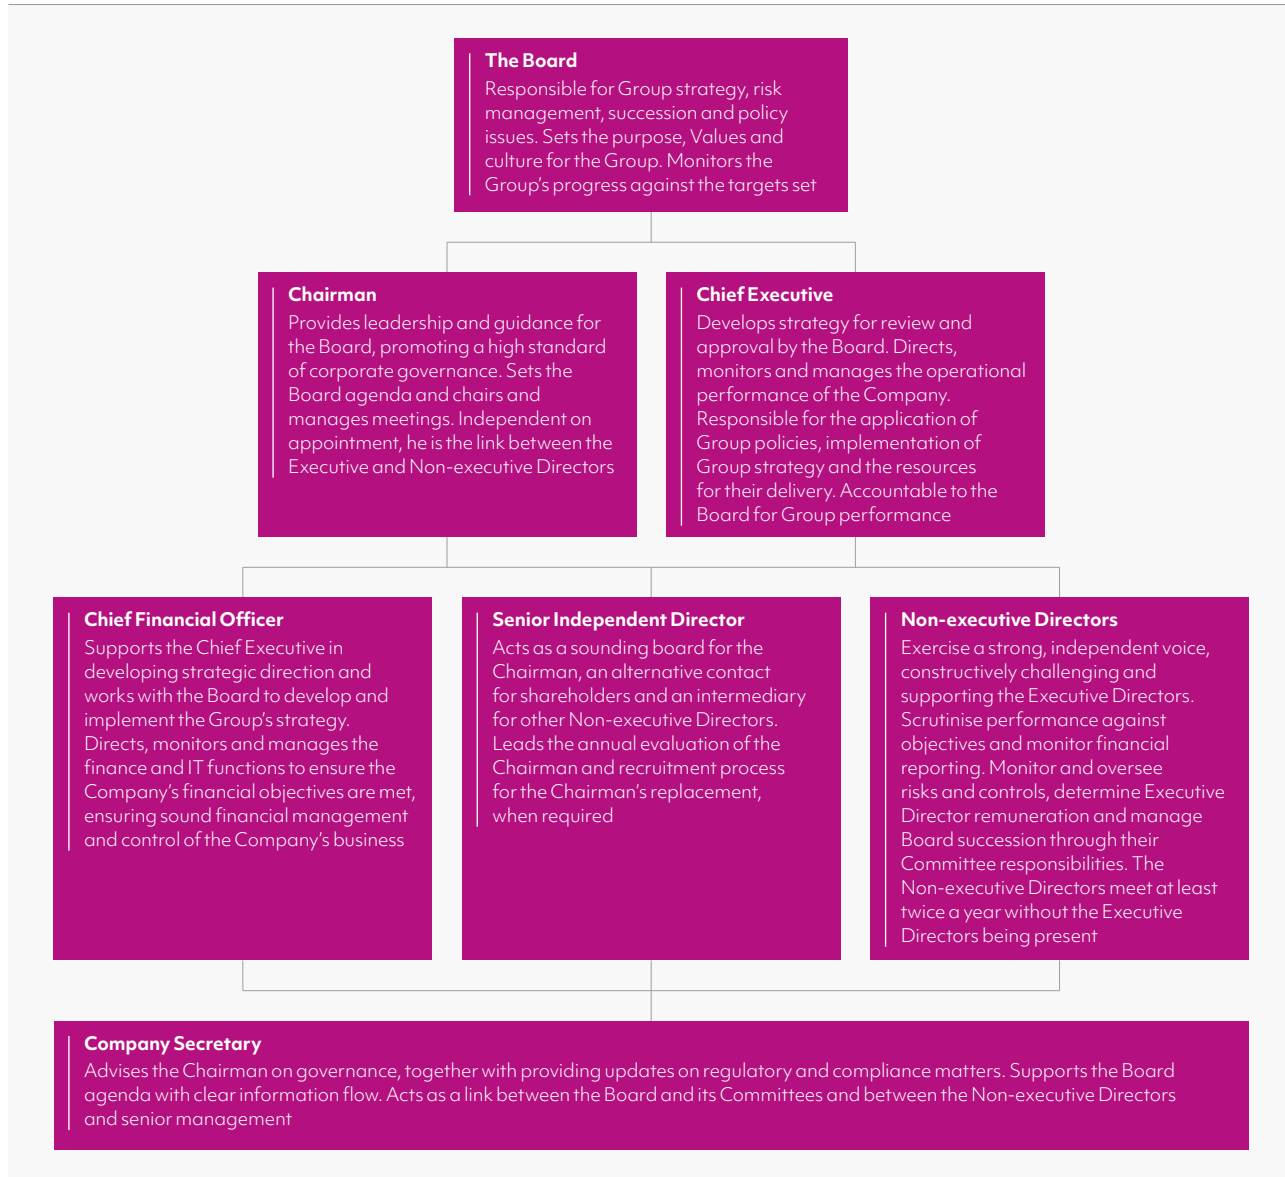 The Board
Responsible for Group strategy, risk
management, succession and policy
issues. Sets the purpose, Values and
culture for the Group. Monitors the
Group’s progress against the targets set
Chairman
Provides leadership and guidance for
the Board, promoting a high standard
of corporate governance. Sets the
Board agenda and chairs and
manages meetings. Independent on
appointment, he is the link between the
Executive and Non-executive Directors
Chief Executive
Develops strategy for review and
approval by the Board. Directs,
monitors and manages the operational
performance of the Company.
Responsible for the application of
Group policies, implementation of
Group strategy and the resources
for their delivery. Accountable to the
Board for Group performance
Chief Financial Officer
Supports the Chief Executive in
developing strategic direction and
works with the Board to develop and
implement the Group’s strategy.
Directs, monitors and manages the
finance and IT functions to ensure the
Company’s financial objectives are met,
ensuring sound financial management
and control of the Company’s business
Senior Independent Director
Acts as a sounding board for the
Chairman, an alternative contact
for shareholders and an intermediary
for other Non-executive Directors.
Leads the annual evaluation of the
Chairman and recruitment process
for the Chairman’s replacement,
when required
Non-executive Directors
Exercise a strong, independent voice,
constructively challenging and
supporting the Executive Directors.
Scrutinise performance against
objectives and monitor financial
reporting. Monitor and oversee
risks and controls, determine Executive
Director remuneration and manage
Board succession through their
Committee responsibilities. The
Non-executive Directors meet at least
twice a year without the Executive
Directors being present
Company Secretary
Advises the Chairman on governance, together with providing updates on regulatory and compliance matters. Supports the Board
agenda with clear information flow. Acts as a link between the Board and its Committees and between the Non-executive Directors
and senior management